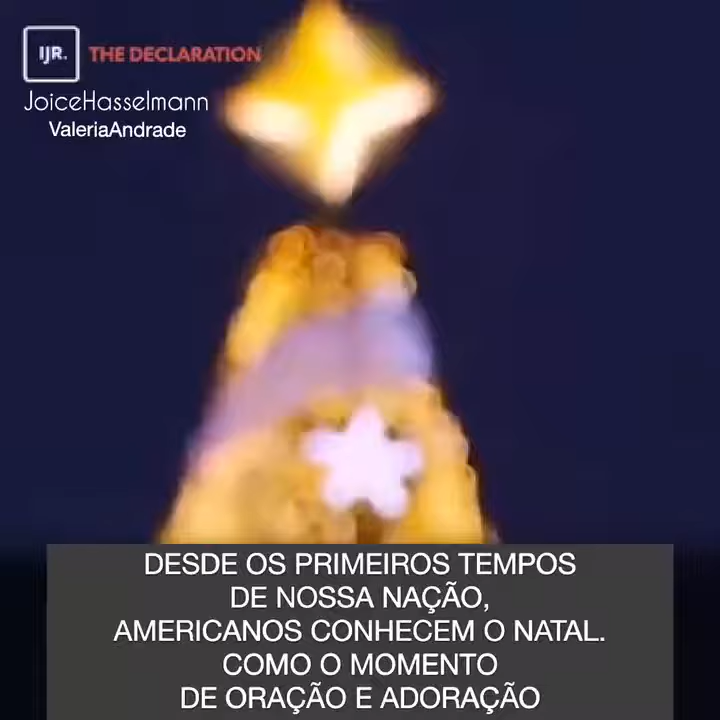 IJR. THE DECLARATION
JoiceHasselmann
ValeriaAndrade
DESDE OS PRIMEIROS TEMPOS
DE NOSSA NAÇÃO,
AMERICANOS CONHECEM O NATAL.
COMO O MOMENTO
DE ORAÇÃO E ADORAÇÃO